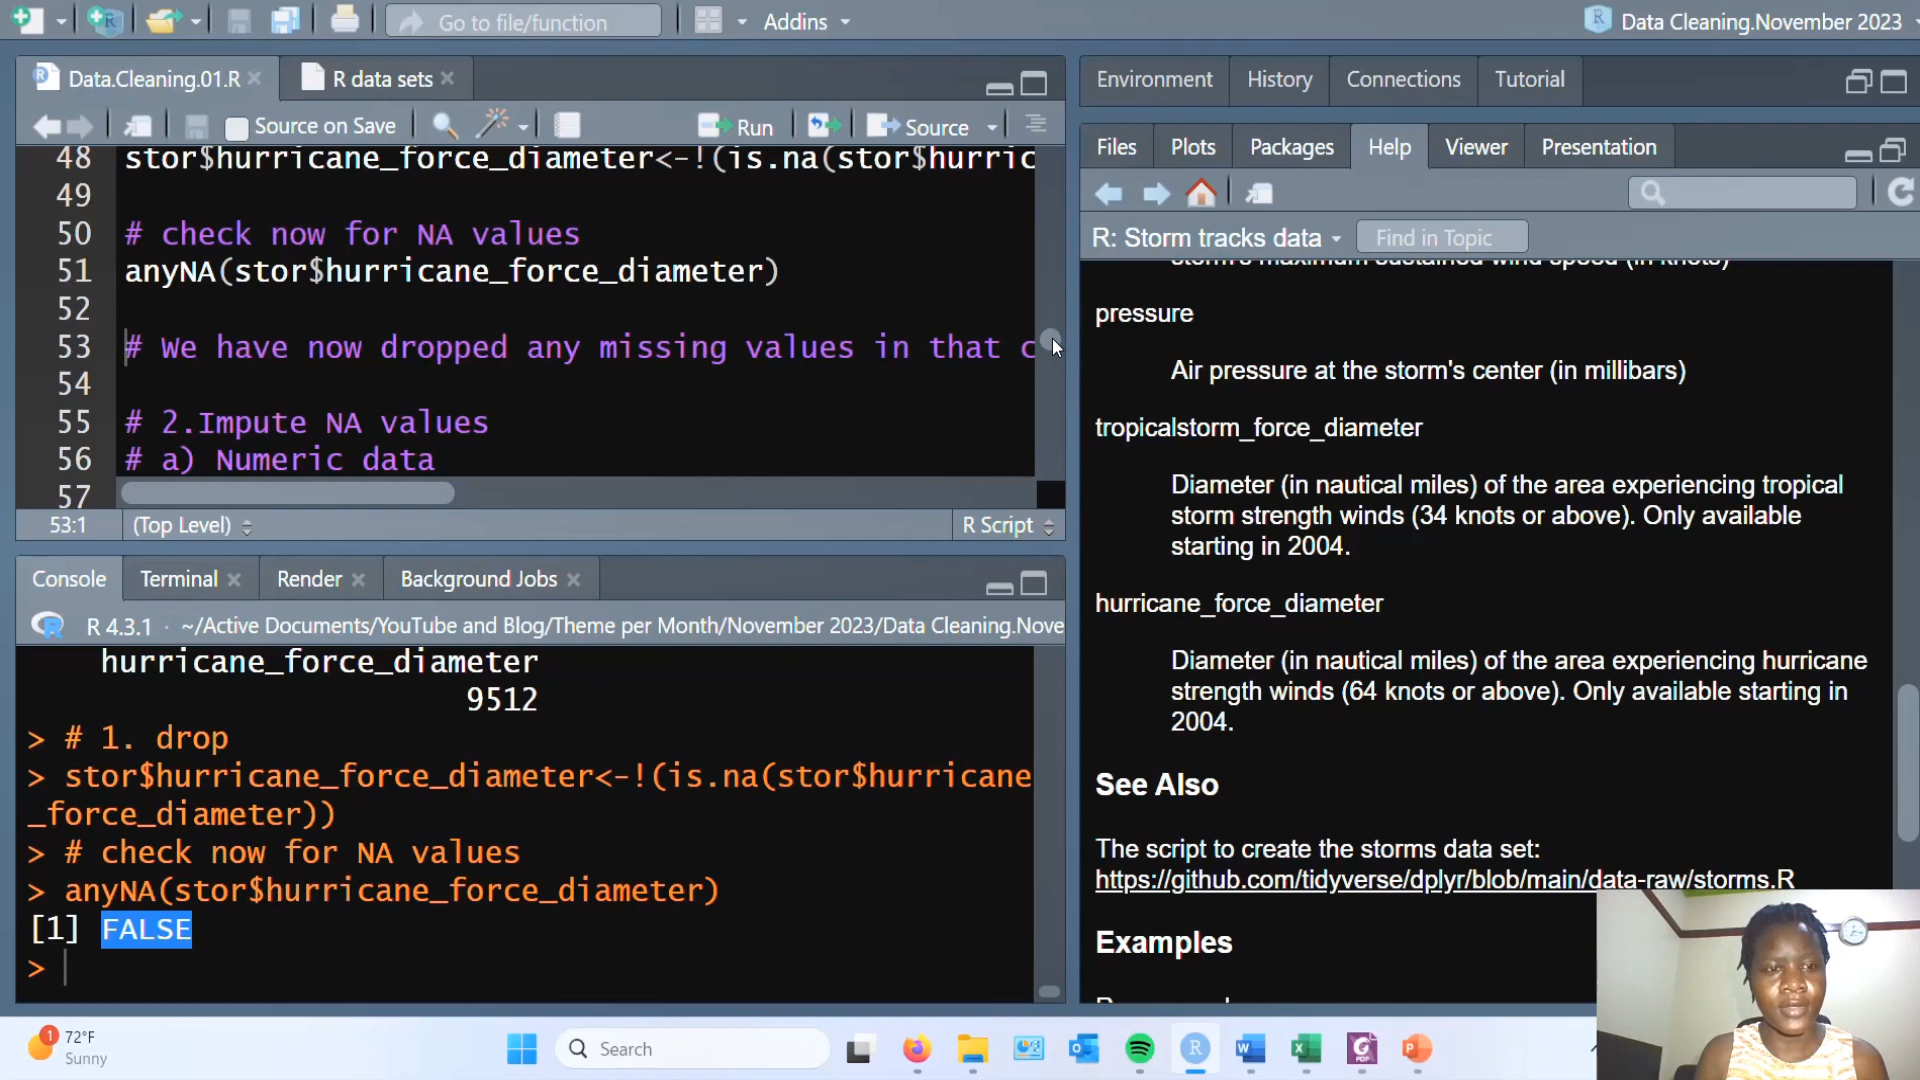 Go to file/function
Addins
Data Cleaning.November 2023
Data.Cleaning.01.R
R data sets
Source on Save
Run
Source
48 stor$hurricane_force_diameter<-!(is.na(stor$hurric
49
50 # check now for NA values
51 anyNA(stor$hurricane_force_diameter)
52
53 # We have now dropped any missing values in that c
54
55 # 2.Impute NA values
56 # a) Numeric data
57
53:1 (Top Level) R Script
Console Terminal Render Background Jobs
R 4.3.1 · ~/Active Documents/YouTube and Blog/Theme per Month/November 2023/Data Cleaning.Nove
hurricane_force_diameter
9512
> # 1. drop
> stor$hurricane_force_diameter<-!(is.na(stor$hurricane
_force_diameter))
> # check now for NA values
> anyNA(stor$hurricane_force_diameter)
[1] FALSE
>
Environment History Connections Tutorial
Files Plots Packages Help Viewer Presentation
R: Storm tracks data Find in Topic
storm's maximum sustained wind speed (in knots)
pressure
Air pressure at the storm's center (in millibars)
tropicalstorm_force_diameter
Diameter (in nautical miles) of the area experiencing tropical
storm strength winds (34 knots or above). Only available
starting in 2004.
hurricane_force_diameter
Diameter (in nautical miles) of the area experiencing hurricane
strength winds (64 knots or above). Only available starting in
2004.
See Also
The script to create the storms data set:
https://github.com/tidyverse/dplyr/blob/main/data-raw/storms.R
Examples
1
72°F
Sunny
Search